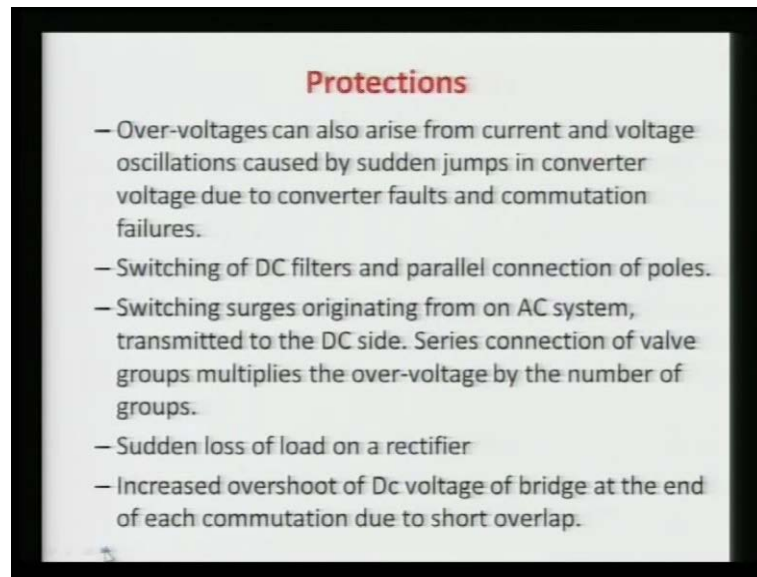 Protections
– Over-voltages can also arise from current and voltage
oscillations caused by sudden jumps in converter
voltage due to converter faults and commutation
failures.
– Switching of DC filters and parallel connection of poles.
– Switching surges originating from on AC system,
transmitted to the DC side. Series connection of valve
groups multiplies the over-voltage by the number of
groups.
– Sudden loss of load on a rectifier
– Increased overshoot of Dc voltage of bridge at the end
of each commutation due to short overlap.